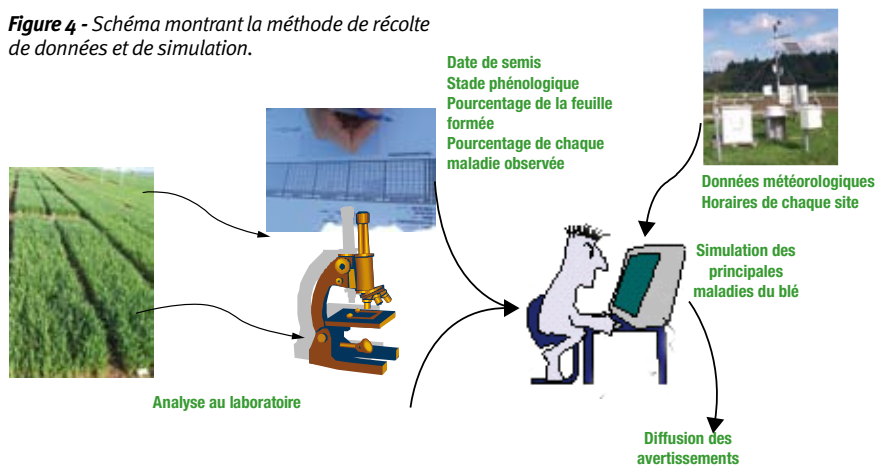 Figure 4 - Schéma montrant la méthode de récolte
de données et de simulation.
Date de semis
Stade phénologique
Pourcentage de la feuille
formée
Pourcentage de chaque
maladie observée
Données météorologiques
Horaires de chaque site
Simulation des
principales
maladies du blé
Analyse au laboratoire
Diffusion des
avertissements